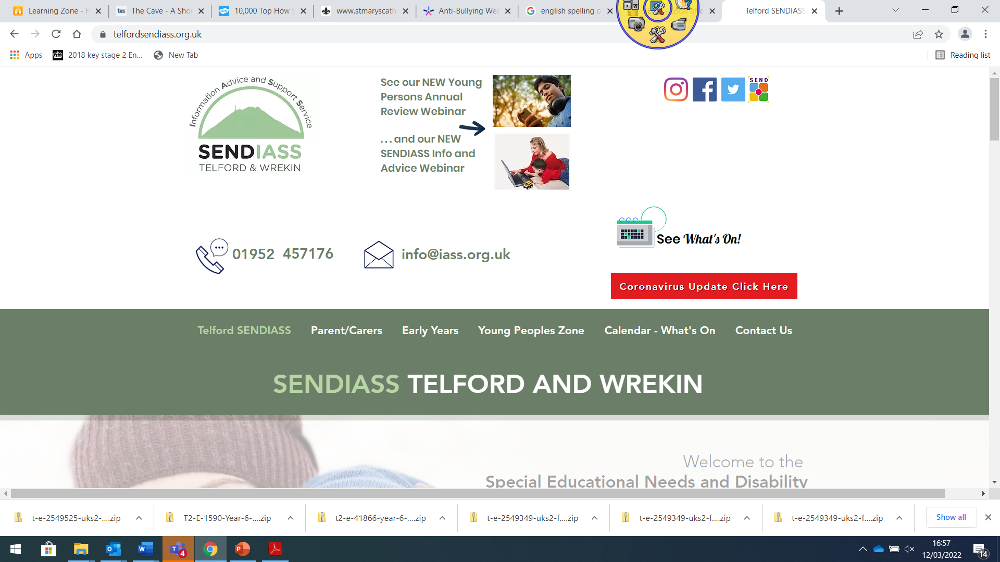 Learning Zone - H
tes The Cave - A Shor
10,000 Top How S
www.stmaryscath
Anti-Bullying Wee
english spelling o
Telford SENDIASS
telfordsendiass.org.uk
Apps
2018 key stage 2 En...
New Tab
Reading list
Information Advice and Support Service
SENDIASS
TELFORD & WREKIN
See our NEW Young
Persons Annual
Review Webinar
. . . and our NEW
SENDIASS Info and
Advice Webinar
SEND
See What's On!
01952 457176
info@iass.org.uk
Coronavirus Update Click Here
Telford SENDIASS
Parent/Carers
Early Years
Young Peoples Zone
Calendar - What's On
Contact Us
SENDIASS TELFORD AND WREKIN
Welcome to the
Special Educational Needs and Disability
t-e-2549525-uks2-....zip
T2-E-1590-Year-6-....zip
t2-e-41866-year-6-....zip
t-e-2549349-uks2-f....zip
t-e-2549349-uks2-f....zip
t-e-2549349-uks2-f....zip
Show all
4
16:57
12/03/2022
14